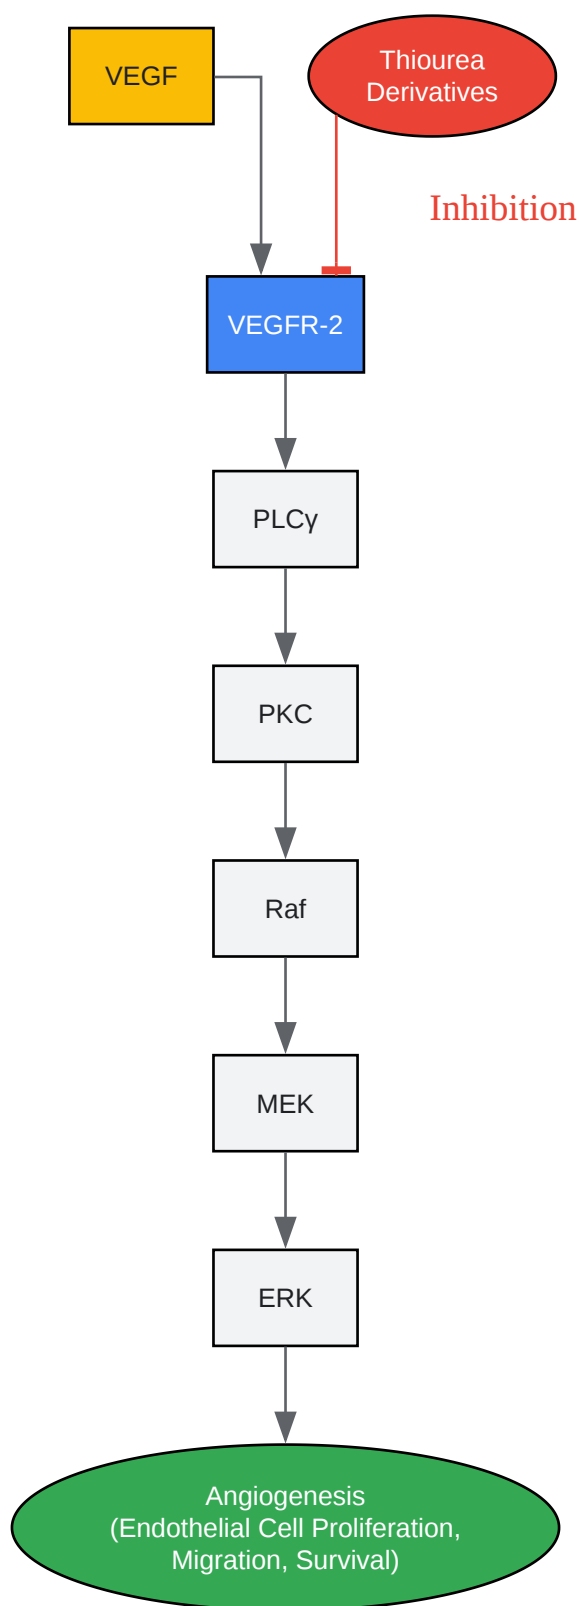 VEGF
Thiourea
Derivatives
Inhibition
VEGFR-2
PLCγ
PKC
Raf
MEK
ERK
Angiogenesis
(Endothelial Cell Proliferation,
Migration, Survival)